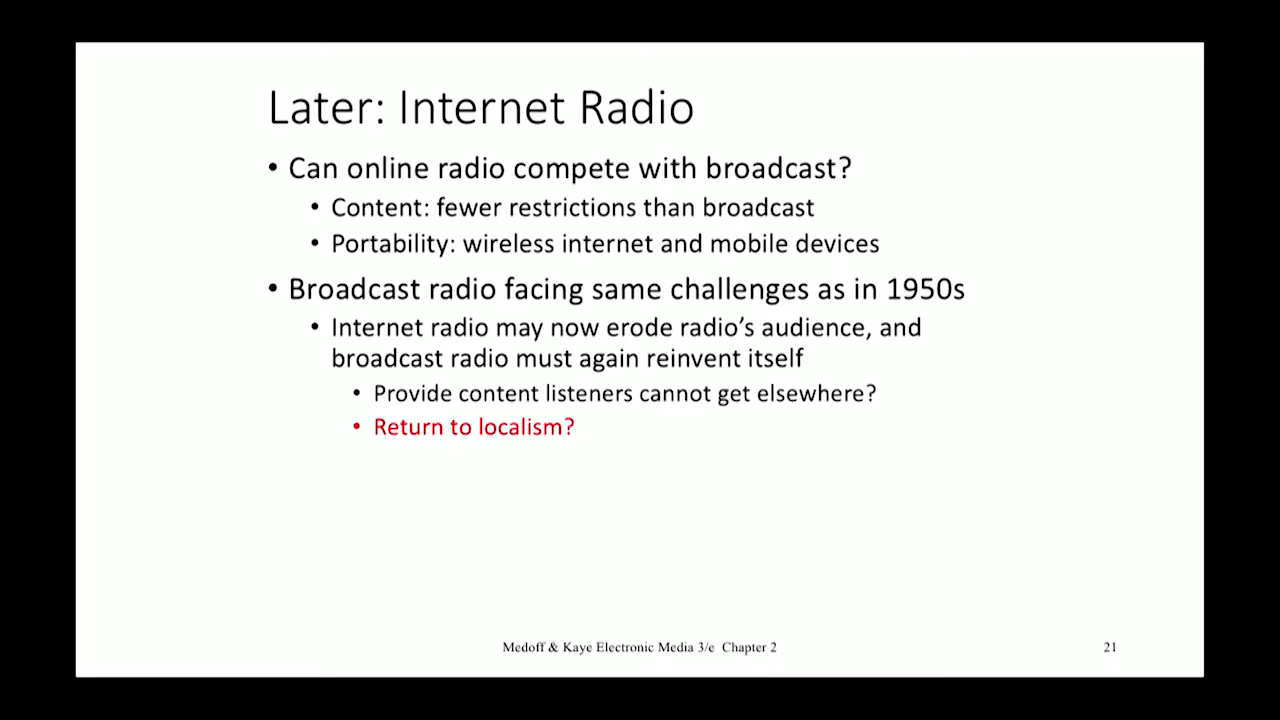 Later: Internet Radio
• Can online radio compete with broadcast?
• Content: fewer restrictions than broadcast
• Portability: wireless internet and mobile devices
• Broadcast radio facing same challenges as in 1950s
• Internet radio may now erode radio’s audience, and
broadcast radio must again reinvent itself
• Provide content listeners cannot get elsewhere?
• Return to localism?
Medoff & Kaye Electronic Media 3/e Chapter 2
21